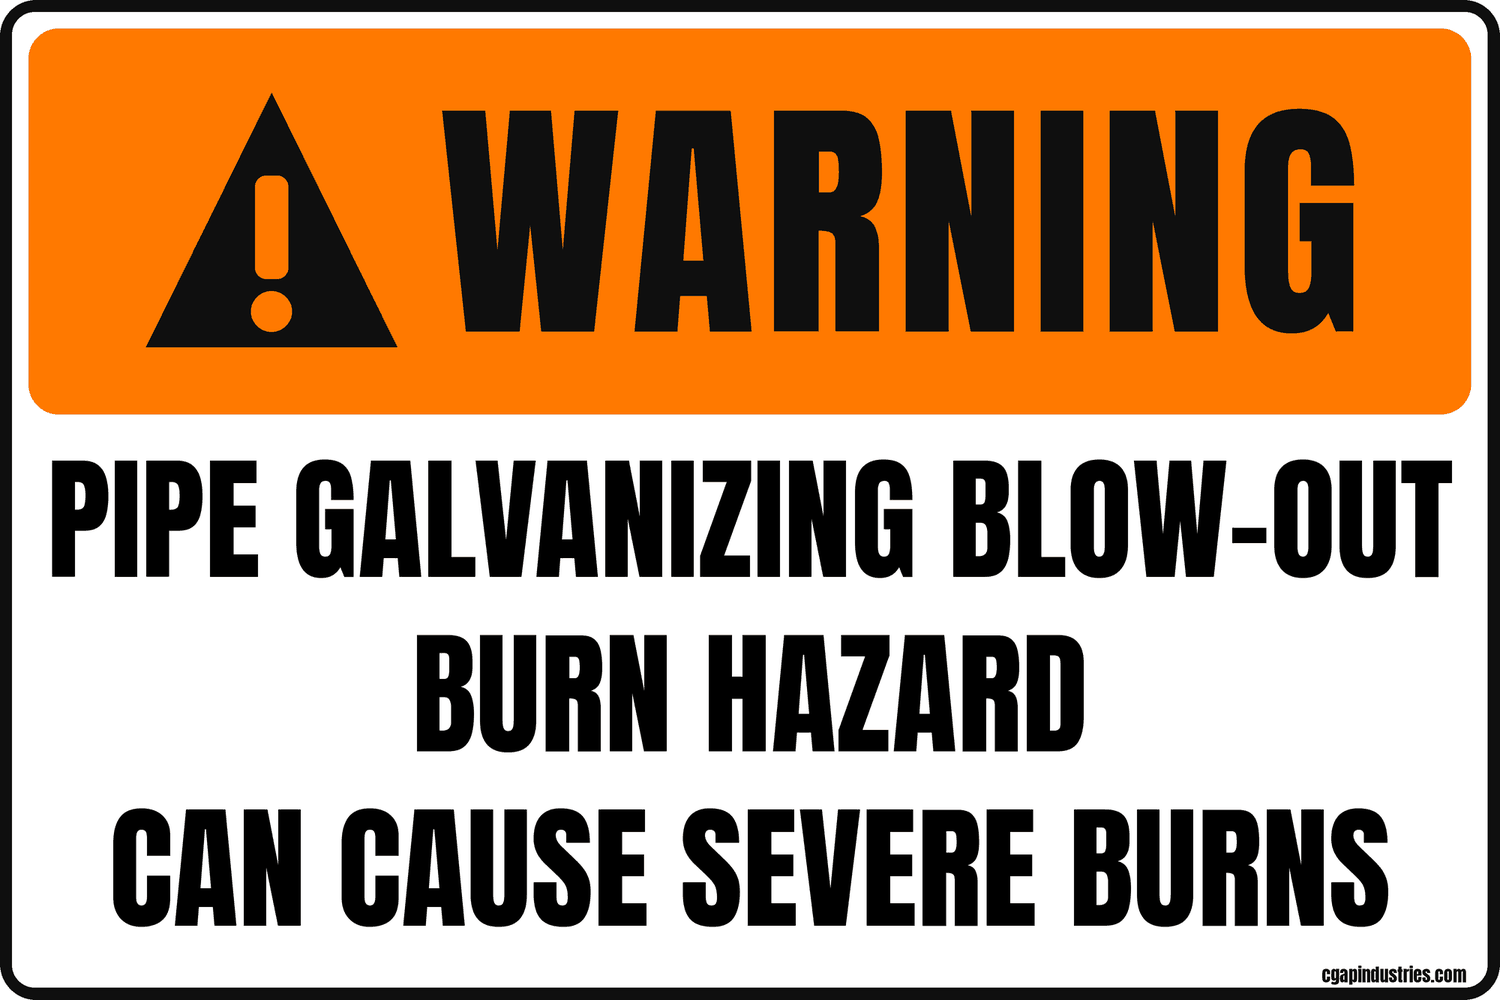 WARNING
PIPE GALVANIZING BLOW-OUT
BURN HAZARD
CAN CAUSE SEVERE BURNS
cgapindustries.com